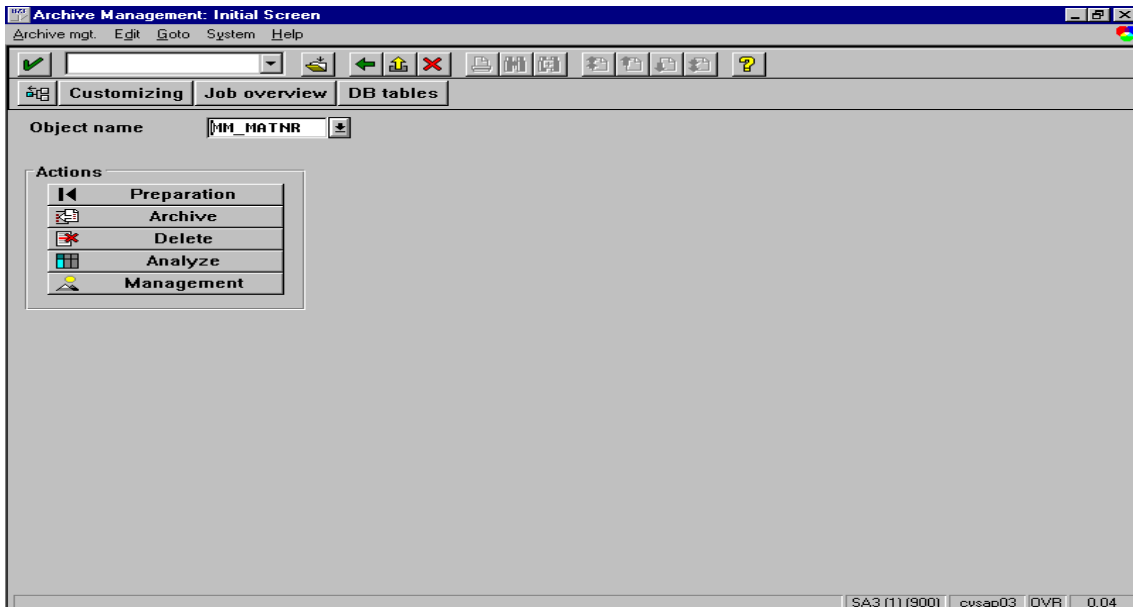 Archive Management: Initial Screen
Archive mgt. Edit Goto System Help
Customizing Job overview DB tables
Object name MM_MATNR
Actions
Preparation
Archive
Delete
Analyze
Management
SA3 (1) (900) cvsap03 OVR 0.04